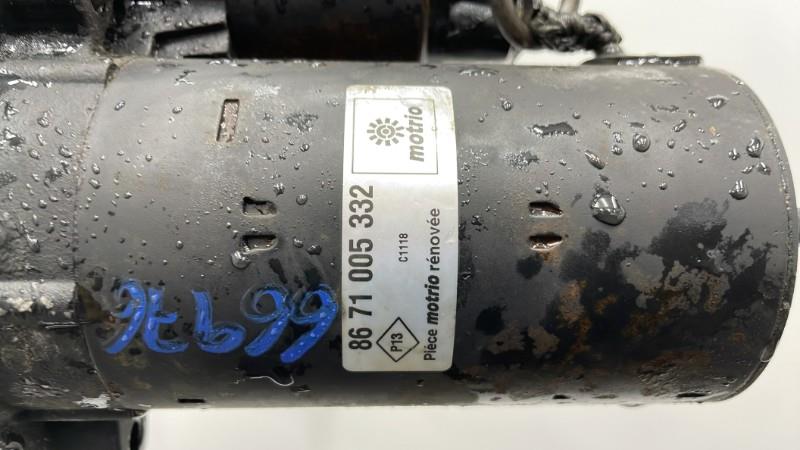 motrio
86 71 005 332
C1118
P13
Pièce motrio rénovée